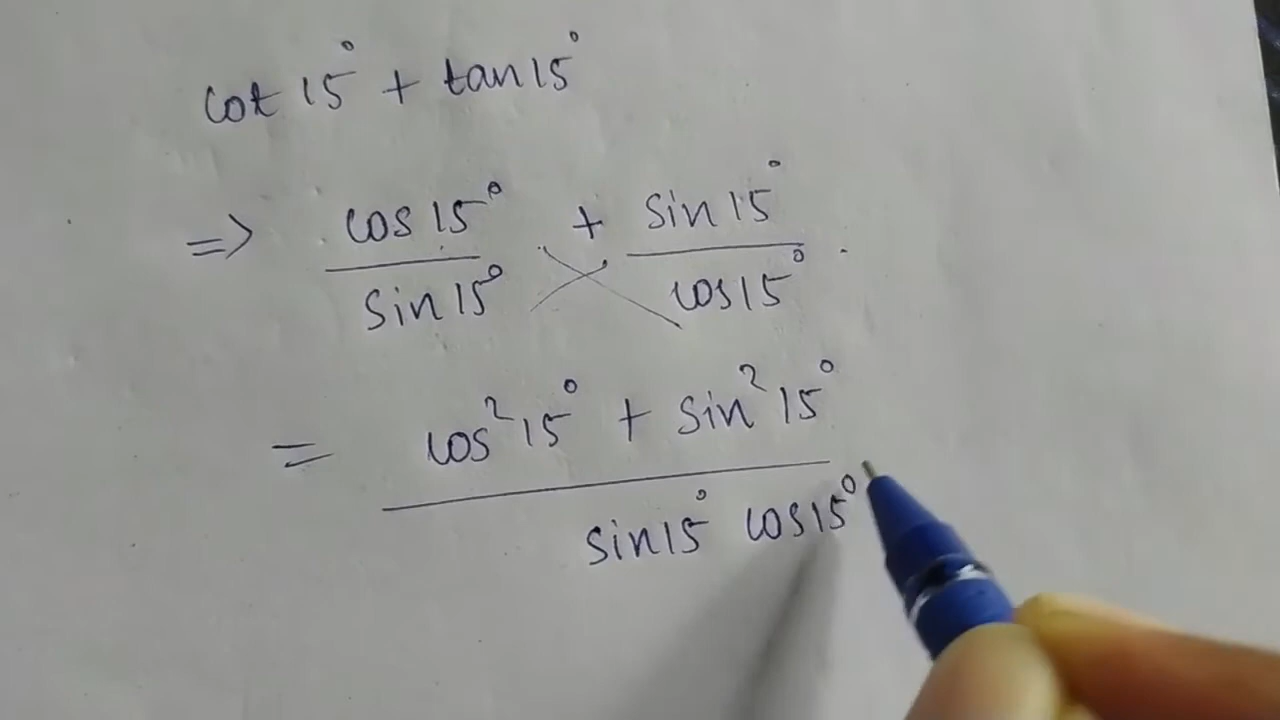 cot 15° + tan 15°
=> cos 15° / sin 15° + sin 15° / cos 15°
= cos² 15° + sin² 15° / sin 15° cos 15°